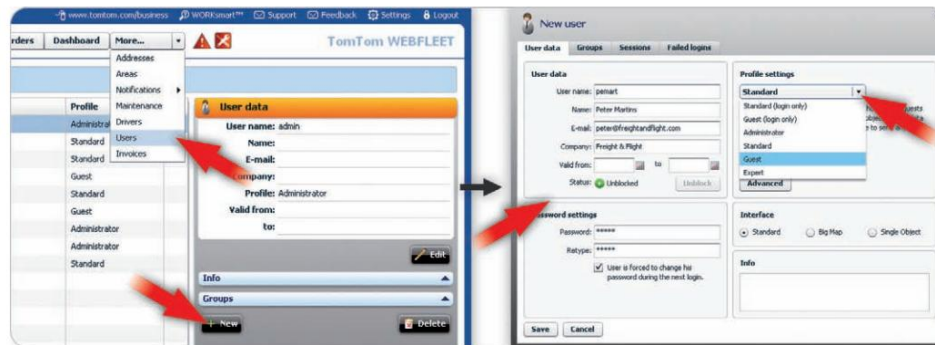 www.tomtom.com/business WORKsmart™ Support Feedback Settings Logout
rders Dashboard More...
TomTom WEBFLEET
Addresses
Areas
Notifications
Maintenance
Drivers
Users
Invoices
Profile
Administrat
Standard
Standard
Guest
Standard
Guest
Administrator
Administrator
Standard
User data
User name: admin
Name:
E-mail:
Company:
Profile: Administrator
Valid from:
to:
Edit
Info
Groups
New
Delete
New user
User data Groups Sessions Failed logins
User data
User name: pemart
Name: Peter Martins
E-mail: peter@freightandflight.com
Company: Freight & Flight
Valid from: to
Status: Unblocked Unblock
Password settings
Password: *****
Retype: *****
User is forced to change his
password during the next login.
Save Cancel
Profile settings
Standard
Standard (login only)
Guest (login only)
Administrator
Standard
Guest
Expert
Advanced
Interface
Standard Big Map Single Object
Info